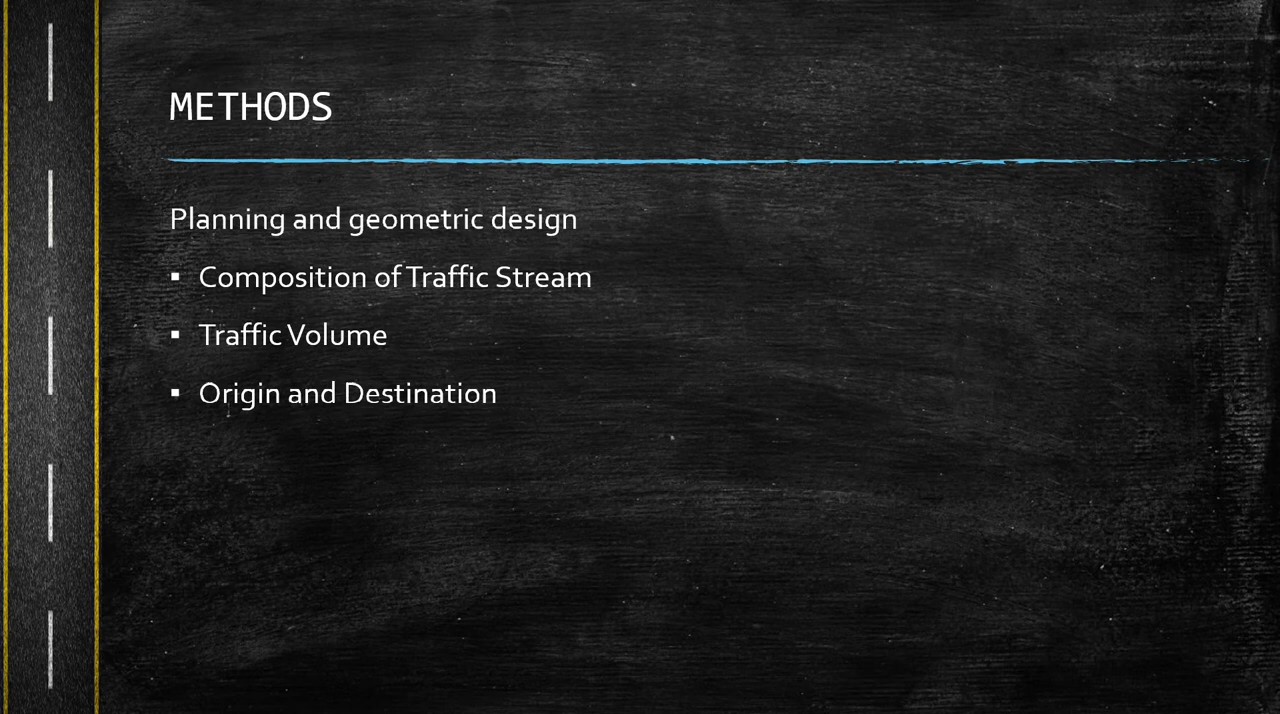 METHODS
Planning and geometric design
▪ Composition of Traffic Stream
▪ Traffic Volume
▪ Origin and Destination